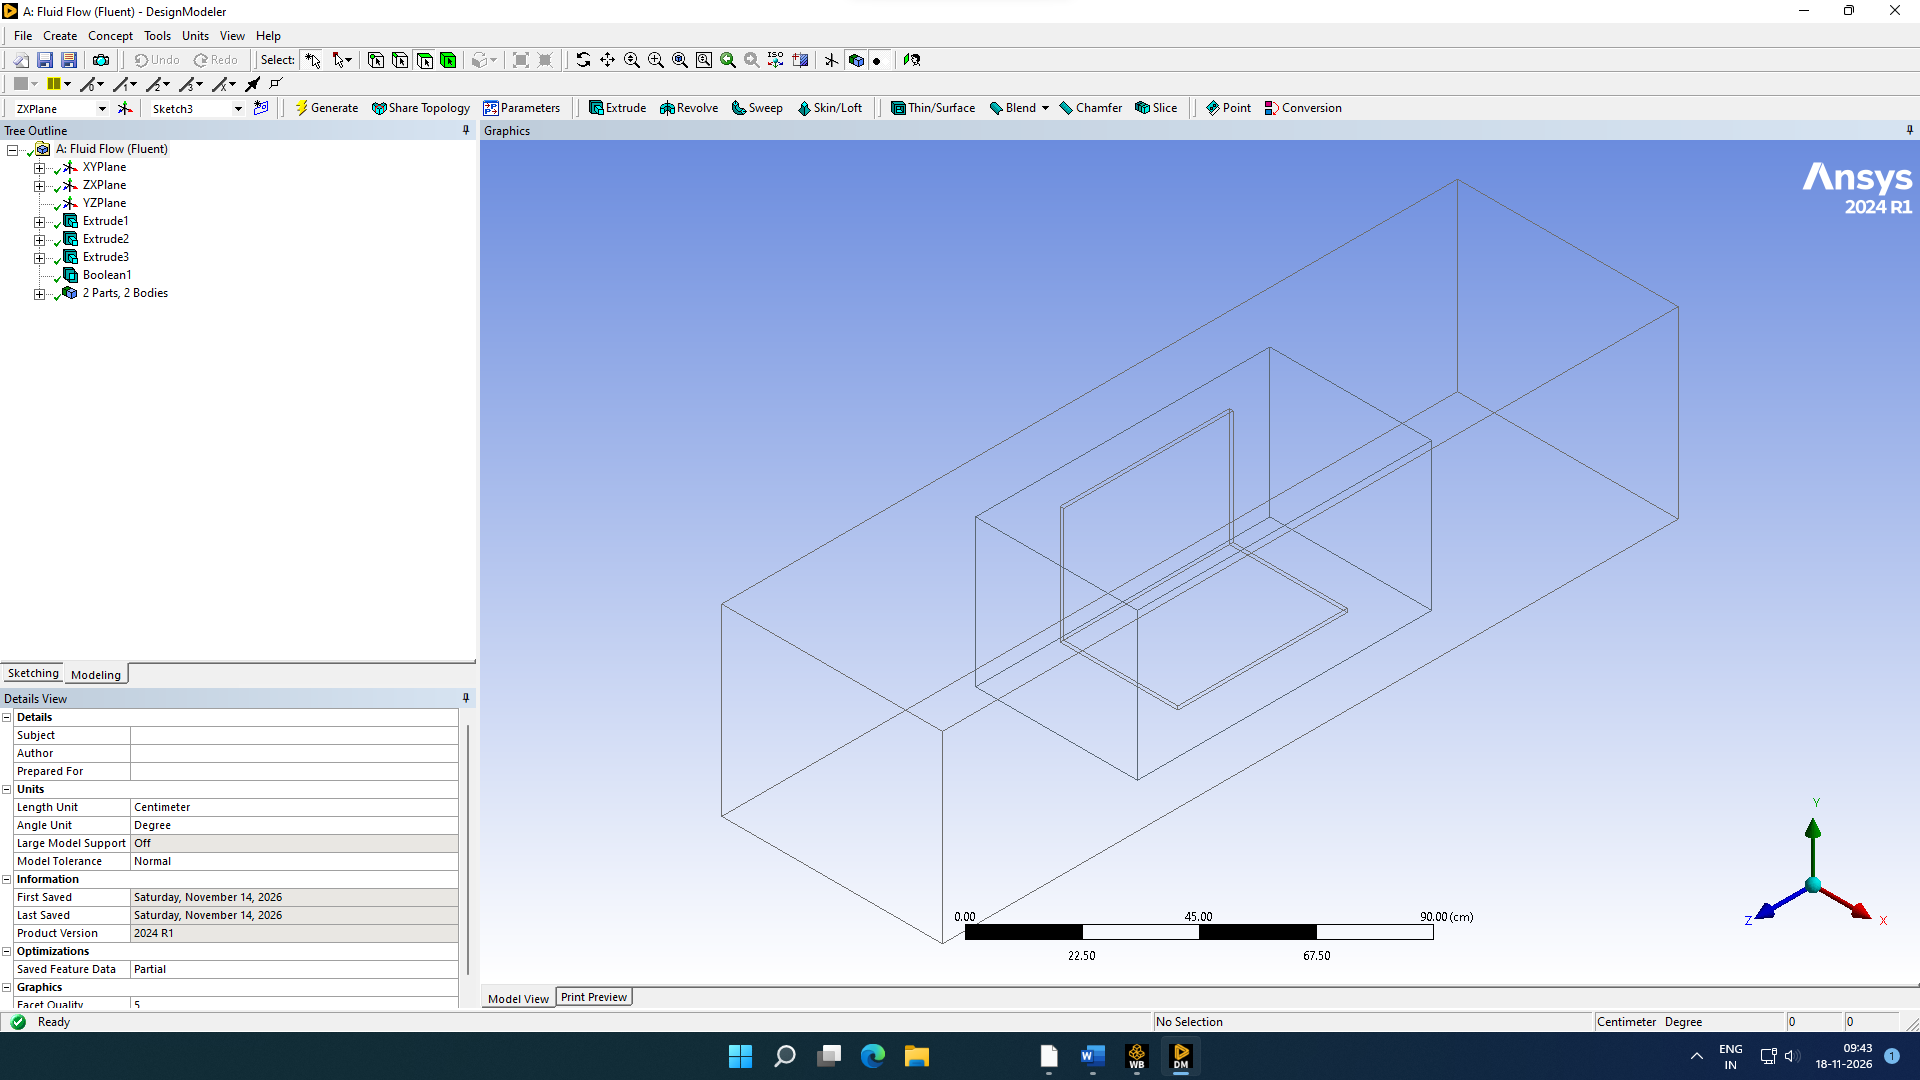 A: Fluid Flow (Fluent) - DesignModeler
File Create Concept Tools Units View Help
Undo Redo Select: ISO
ZXPlane Sketch3 Generate Share Topology Parameters Extrude Revolve Sweep Skin/Loft Thin/Surface Blend Chamfer Slice Point Conversion
Tree Outline
Graphics
A: Fluid Flow (Fluent)
XYPlane
ZXPlane
YZPlane
Extrude1
Extrude2
Extrude3
Boolean1
2 Parts, 2 Bodies
Ansys
2024 R1
Sketching Modeling
Details View
Details
Subject
Author
Prepared For
Units
Length Unit Centimeter
Angle Unit Degree
Large Model Support Off
Model Tolerance Normal
Information
First Saved Saturday, November 14, 2026
Last Saved Saturday, November 14, 2026
Product Version 2024 R1
Optimizations
Saved Feature Data Partial
Graphics
Facet Quality 5
0.00 45.00 90.00 (cm)
22.50 67.50
Y
Z X
Model View Print Preview
Ready No Selection Centimeter Degree 0 0
W WB DM
ENG
IN
09:43
18-11-2026
1